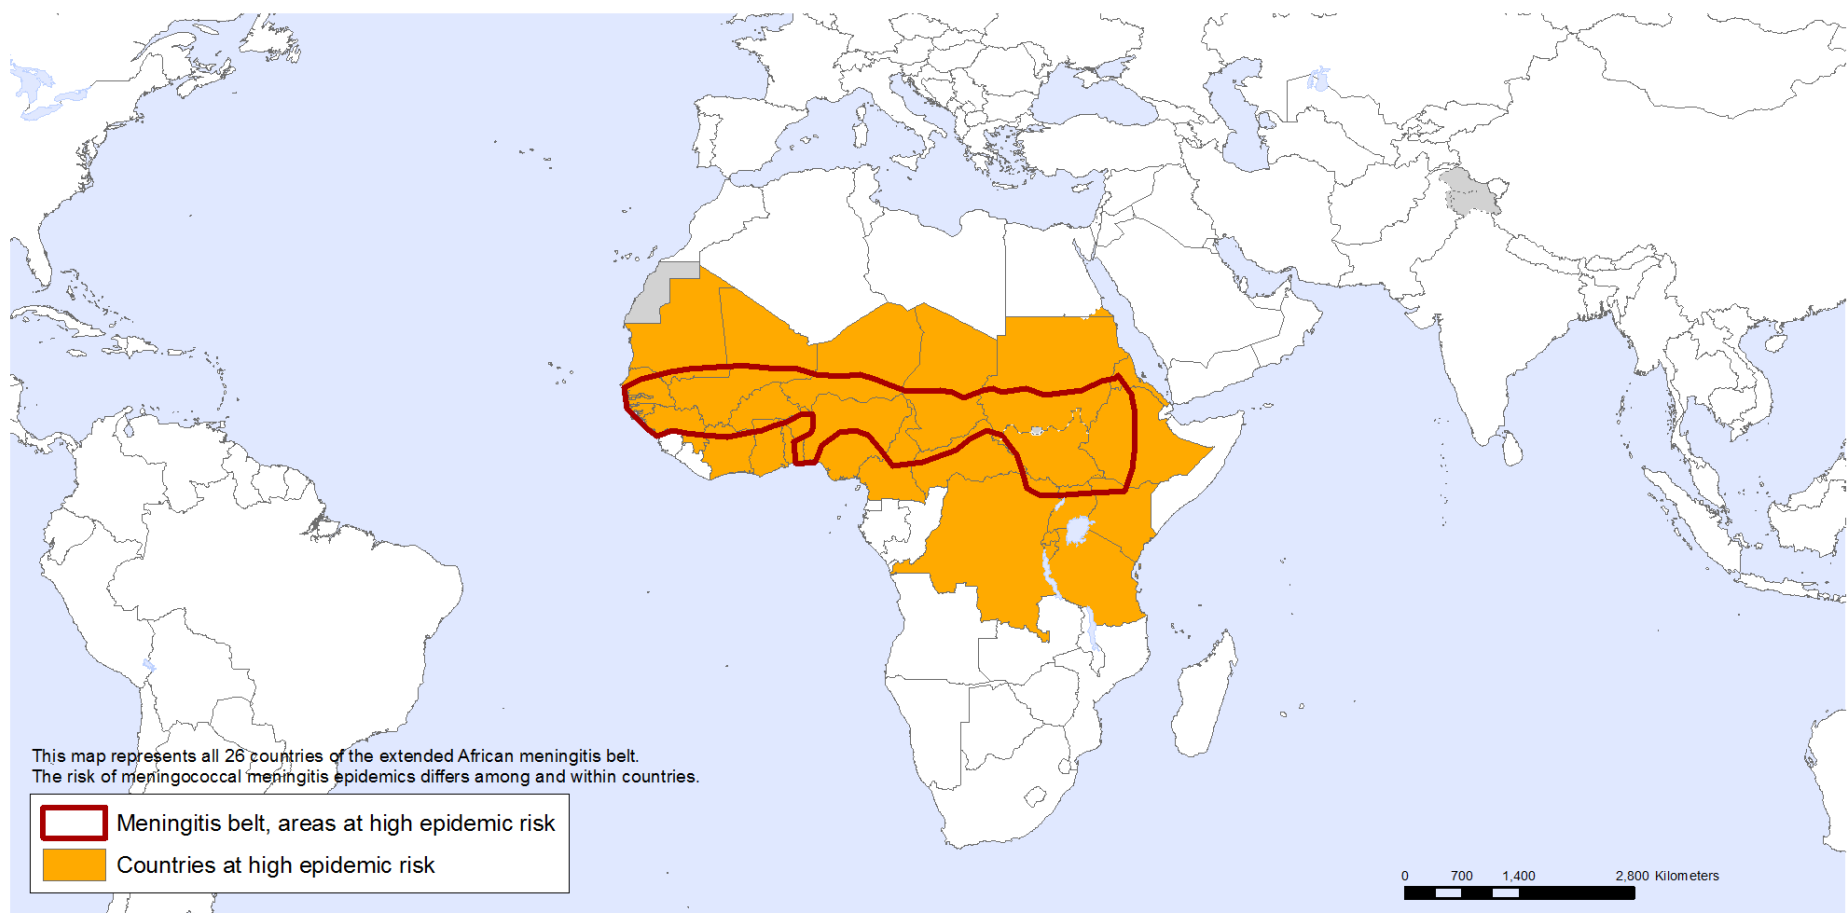 This map represents all 26 countries of the extended African meningitis belt.
The risk of meningococcal meningitis epidemics differs among and within countries.
Meningitis belt, areas at high epidemic risk
Countries at high epidemic risk
0 700 1,400 2,800 Kilometers